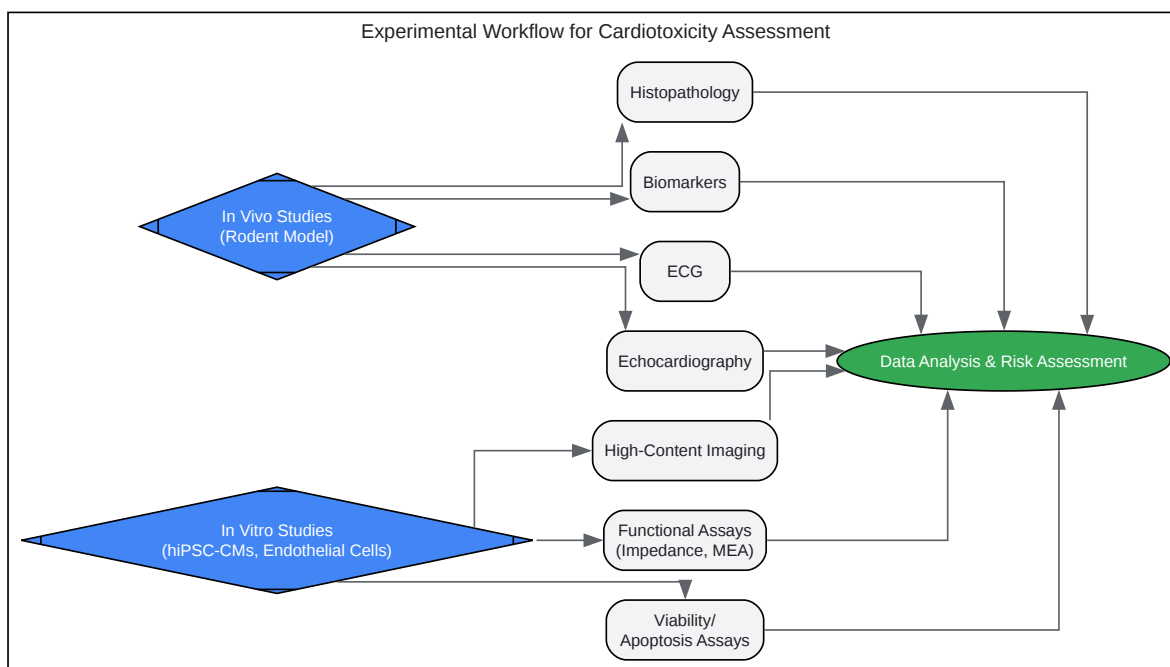 Experimental Workflow for Cardiotoxicity Assessment
Histopathology
Biomarkers
In Vivo Studies
(Rodent Model)
ECG
Echocardiography
Data Analysis & Risk Assessment
High-Content Imaging
In Vitro Studies
(hiPSC-CMs, Endothelial Cells)
Functional Assays
(Impedance, MEA)
Viability/
Apoptosis Assays